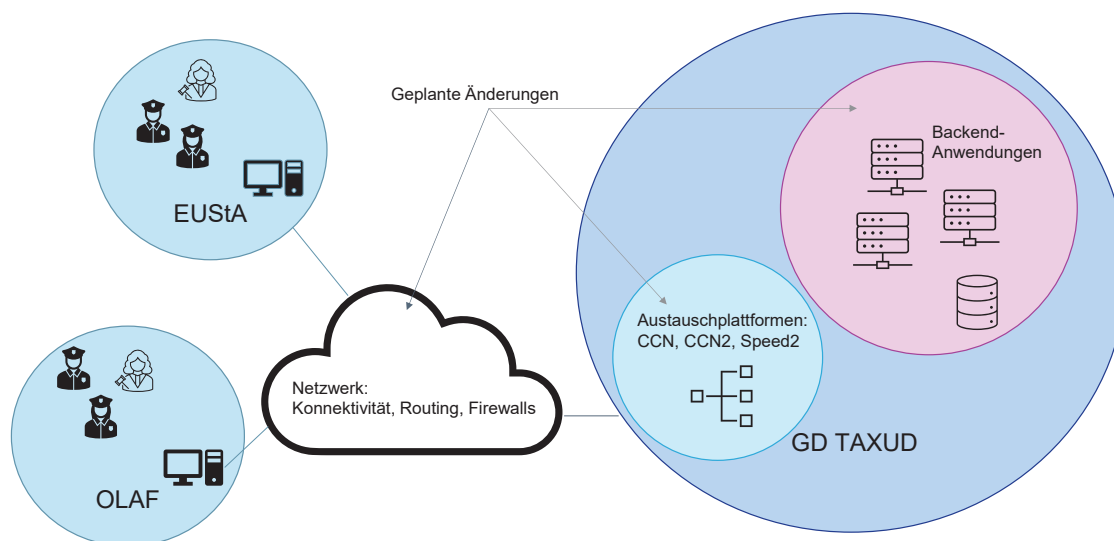 Geplante Änderungen
Backend-
Anwendungen
EUStA
Austauschplattformen:
CCN, CCN2, Speed2
Netzwerk:
Konnektivität, Routing, Firewalls
GD TAXUD
OLAF